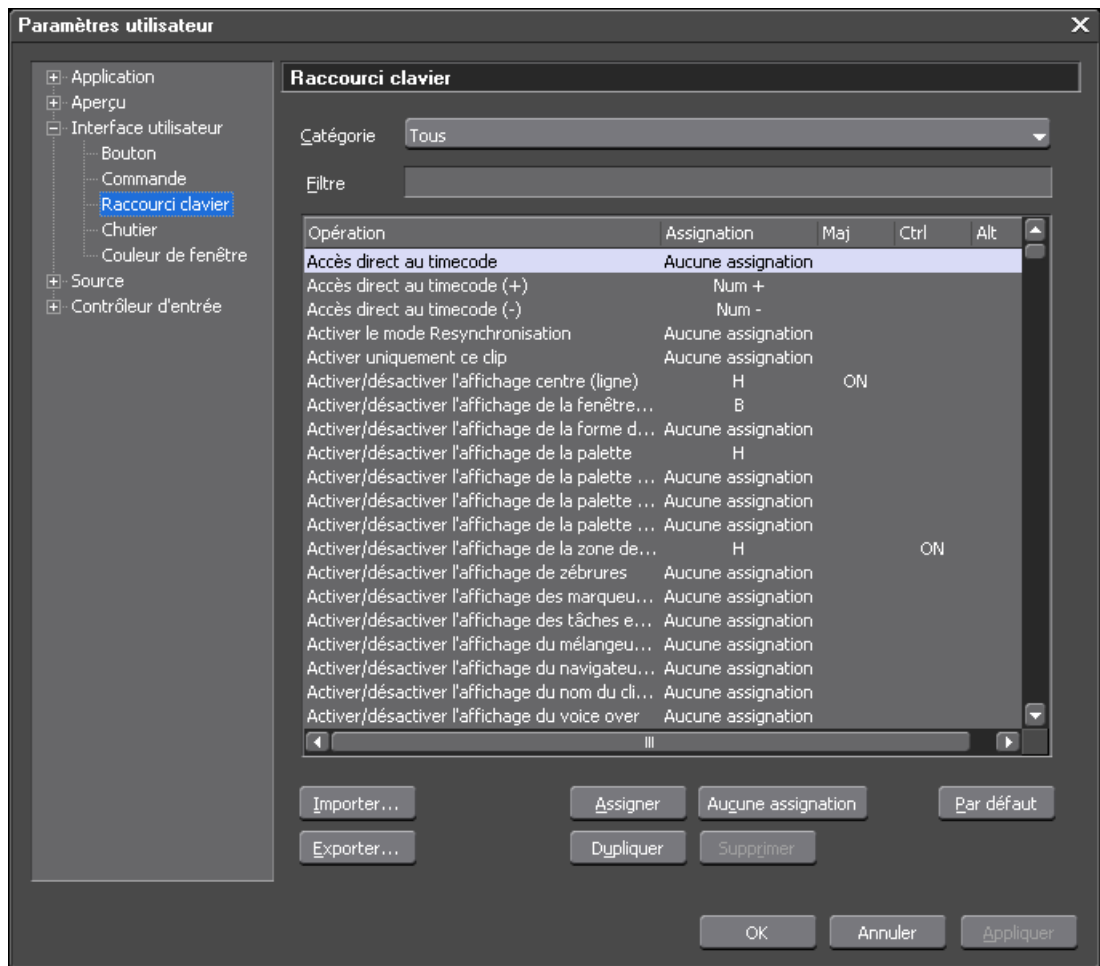 Paramètres utilisateur
Application
Aperçu
Interface utilisateur
Bouton
Commande
Raccourci clavier
Chutier
Couleur de fenêtre
Source
Contrôleur d'entrée
Raccourci clavier
Catégorie Tous
Filtre
Opération Assignation Maj Ctrl Alt
Accès direct au timecode Aucune assignation
Accès direct au timecode (+) Num +
Accès direct au timecode (-) Num -
Activer le mode Resynchronisation Aucune assignation
Activer uniquement ce clip Aucune assignation
Activer/désactiver l'affichage centre (ligne) H ON
Activer/désactiver l'affichage de la fenêtre... B
Activer/désactiver l'affichage de la forme d... Aucune assignation
Activer/désactiver l'affichage de la palette H
Activer/désactiver l'affichage de la palette ... Aucune assignation
Activer/désactiver l'affichage de la palette ... Aucune assignation
Activer/désactiver l'affichage de la palette ... Aucune assignation
Activer/désactiver l'affichage de la zone de... H ON
Activer/désactiver l'affichage de zébrures Aucune assignation
Activer/désactiver l'affichage des marqueu... Aucune assignation
Activer/désactiver l'affichage des tâches e... Aucune assignation
Activer/désactiver l'affichage du mélangeu... Aucune assignation
Activer/désactiver l'affichage du navigateu... Aucune assignation
Activer/désactiver l'affichage du nom du cli... Aucune assignation
Activer/désactiver l'affichage du voice over Aucune assignation
Importer... Assigner Aucune assignation Par défaut
Exporter... Dupliquer Supprimer
OK Annuler Appliquer